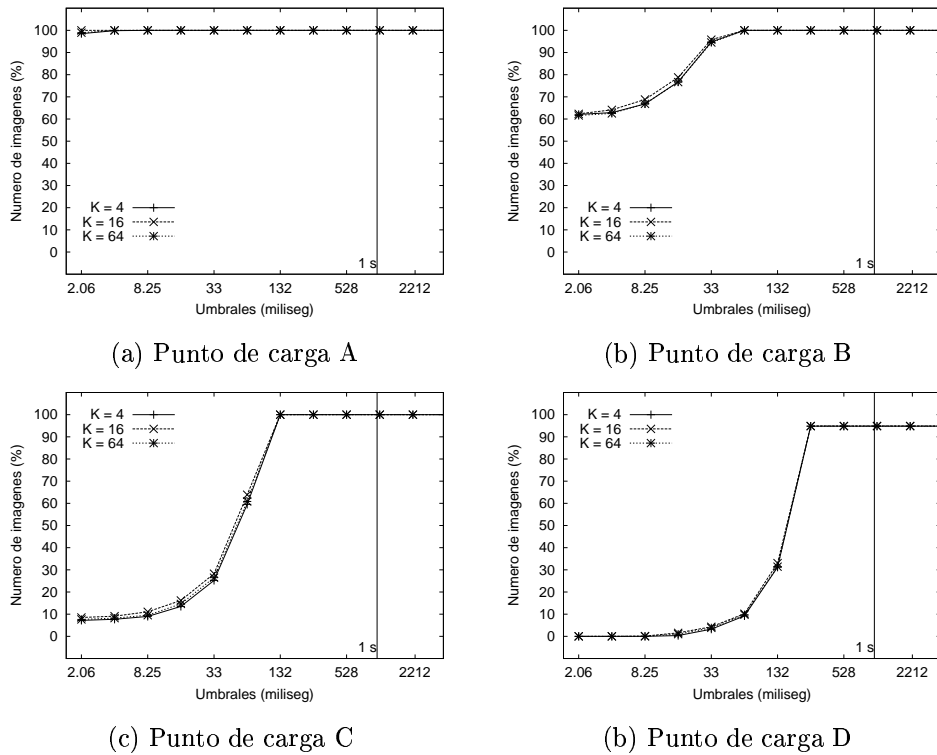 100
90
80
70
60
50
40
30
20
10
0
Numero de imagenes (%)
K = 4
K = 16
K = 64
1 s
2.06 8.25 33 132 528 2212
Umbrales (miliseg)
(a) Punto de carga A
100
90
80
70
60
50
40
30
20
10
0
Numero de imagenes (%)
K = 4
K = 16
K = 64
1 s
2.06 8.25 33 132 528 2212
Umbrales (miliseg)
(b) Punto de carga B
100
90
80
70
60
50
40
30
20
10
0
Numero de imagenes (%)
K = 4
K = 16
K = 64
1 s
2.06 8.25 33 132 528 2212
Umbrales (miliseg)
(c) Punto de carga C
100
90
80
70
60
50
40
30
20
10
0
Numero de imagenes (%)
K = 4
K = 16
K = 64
1 s
2.06 8.25 33 132 528 2212
Umbrales (miliseg)
(b) Punto de carga D